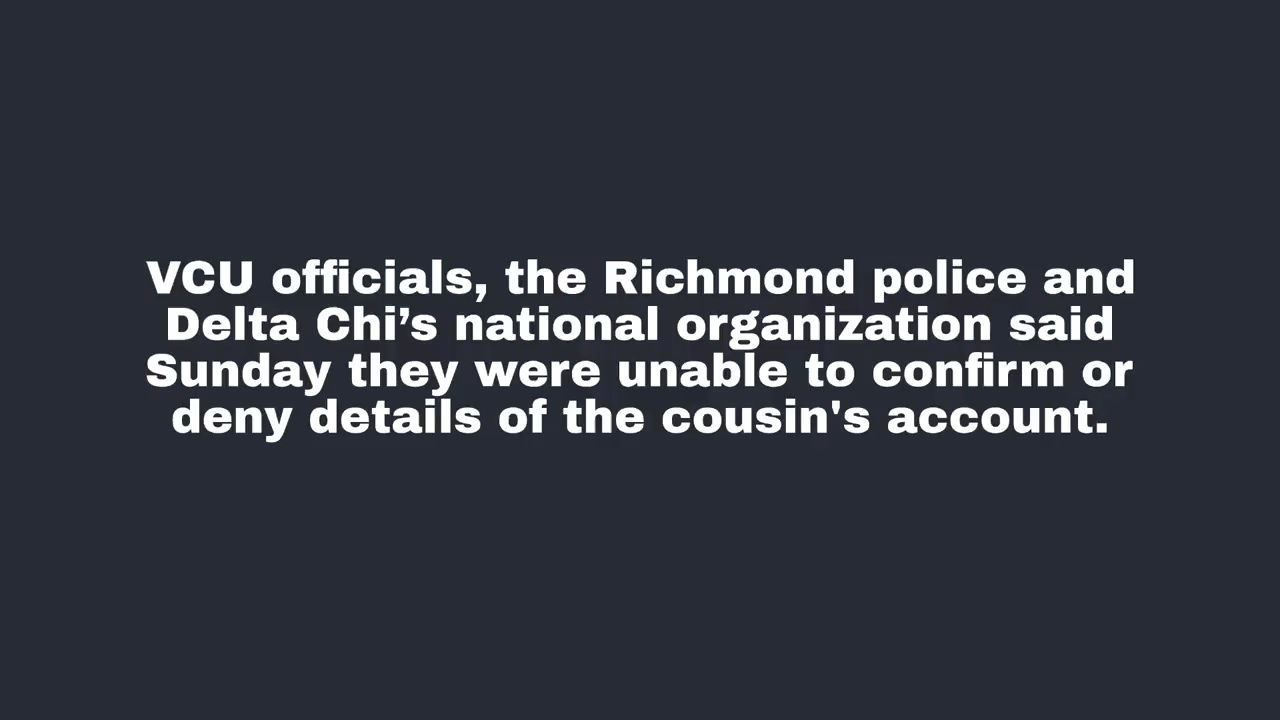 VCU officials, the Richmond police and
Delta Chi’s national organization said
Sunday they were unable to confirm or
deny details of the cousin's account.